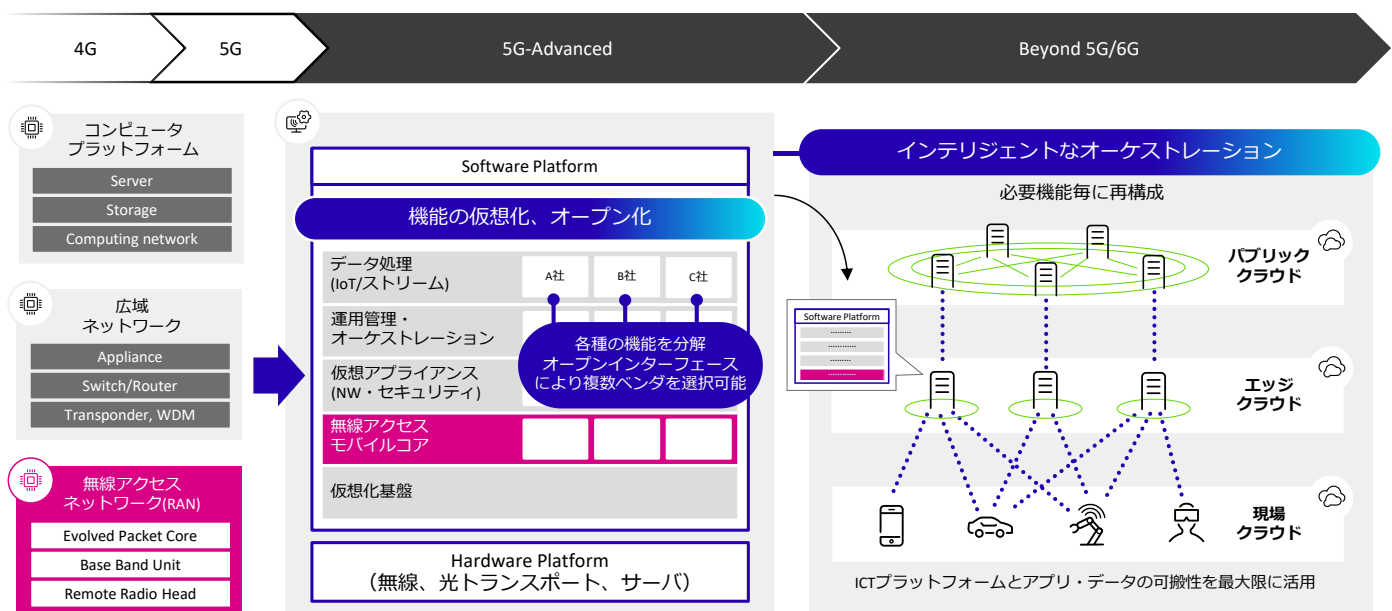 4G
5G
5G-Advanced
Beyond 5G/6G
コンピュータ
プラットフォーム
Server
Storage
Computing network
広域
ネットワーク
Appliance
Switch/Router
Transponder, WDM
無線アクセス
ネットワーク(RAN)
Evolved Packet Core
Base Band Unit
Remote Radio Head
Software Platform
機能の仮想化、オープン化
データ処理
(IoT/ストリーム)
A社
B社
C社
運用管理・
オーケストレーション
各種の機能を分解
オープンインターフェース
により複数ベンダを選択可能
仮想アプライアンス
(NW・セキュリティ)
無線アクセス
モバイルコア
仮想化基盤
Hardware Platform
（無線、光トランスポート、サーバ）
インテリジェントなオーケストレーション
必要機能毎に再構成
パブリック
クラウド
Software Platform
.........
............
.........
............
エッジ
クラウド
現場
クラウド
ICTプラットフォームとアプリ・データの可搬性を最大限に活用